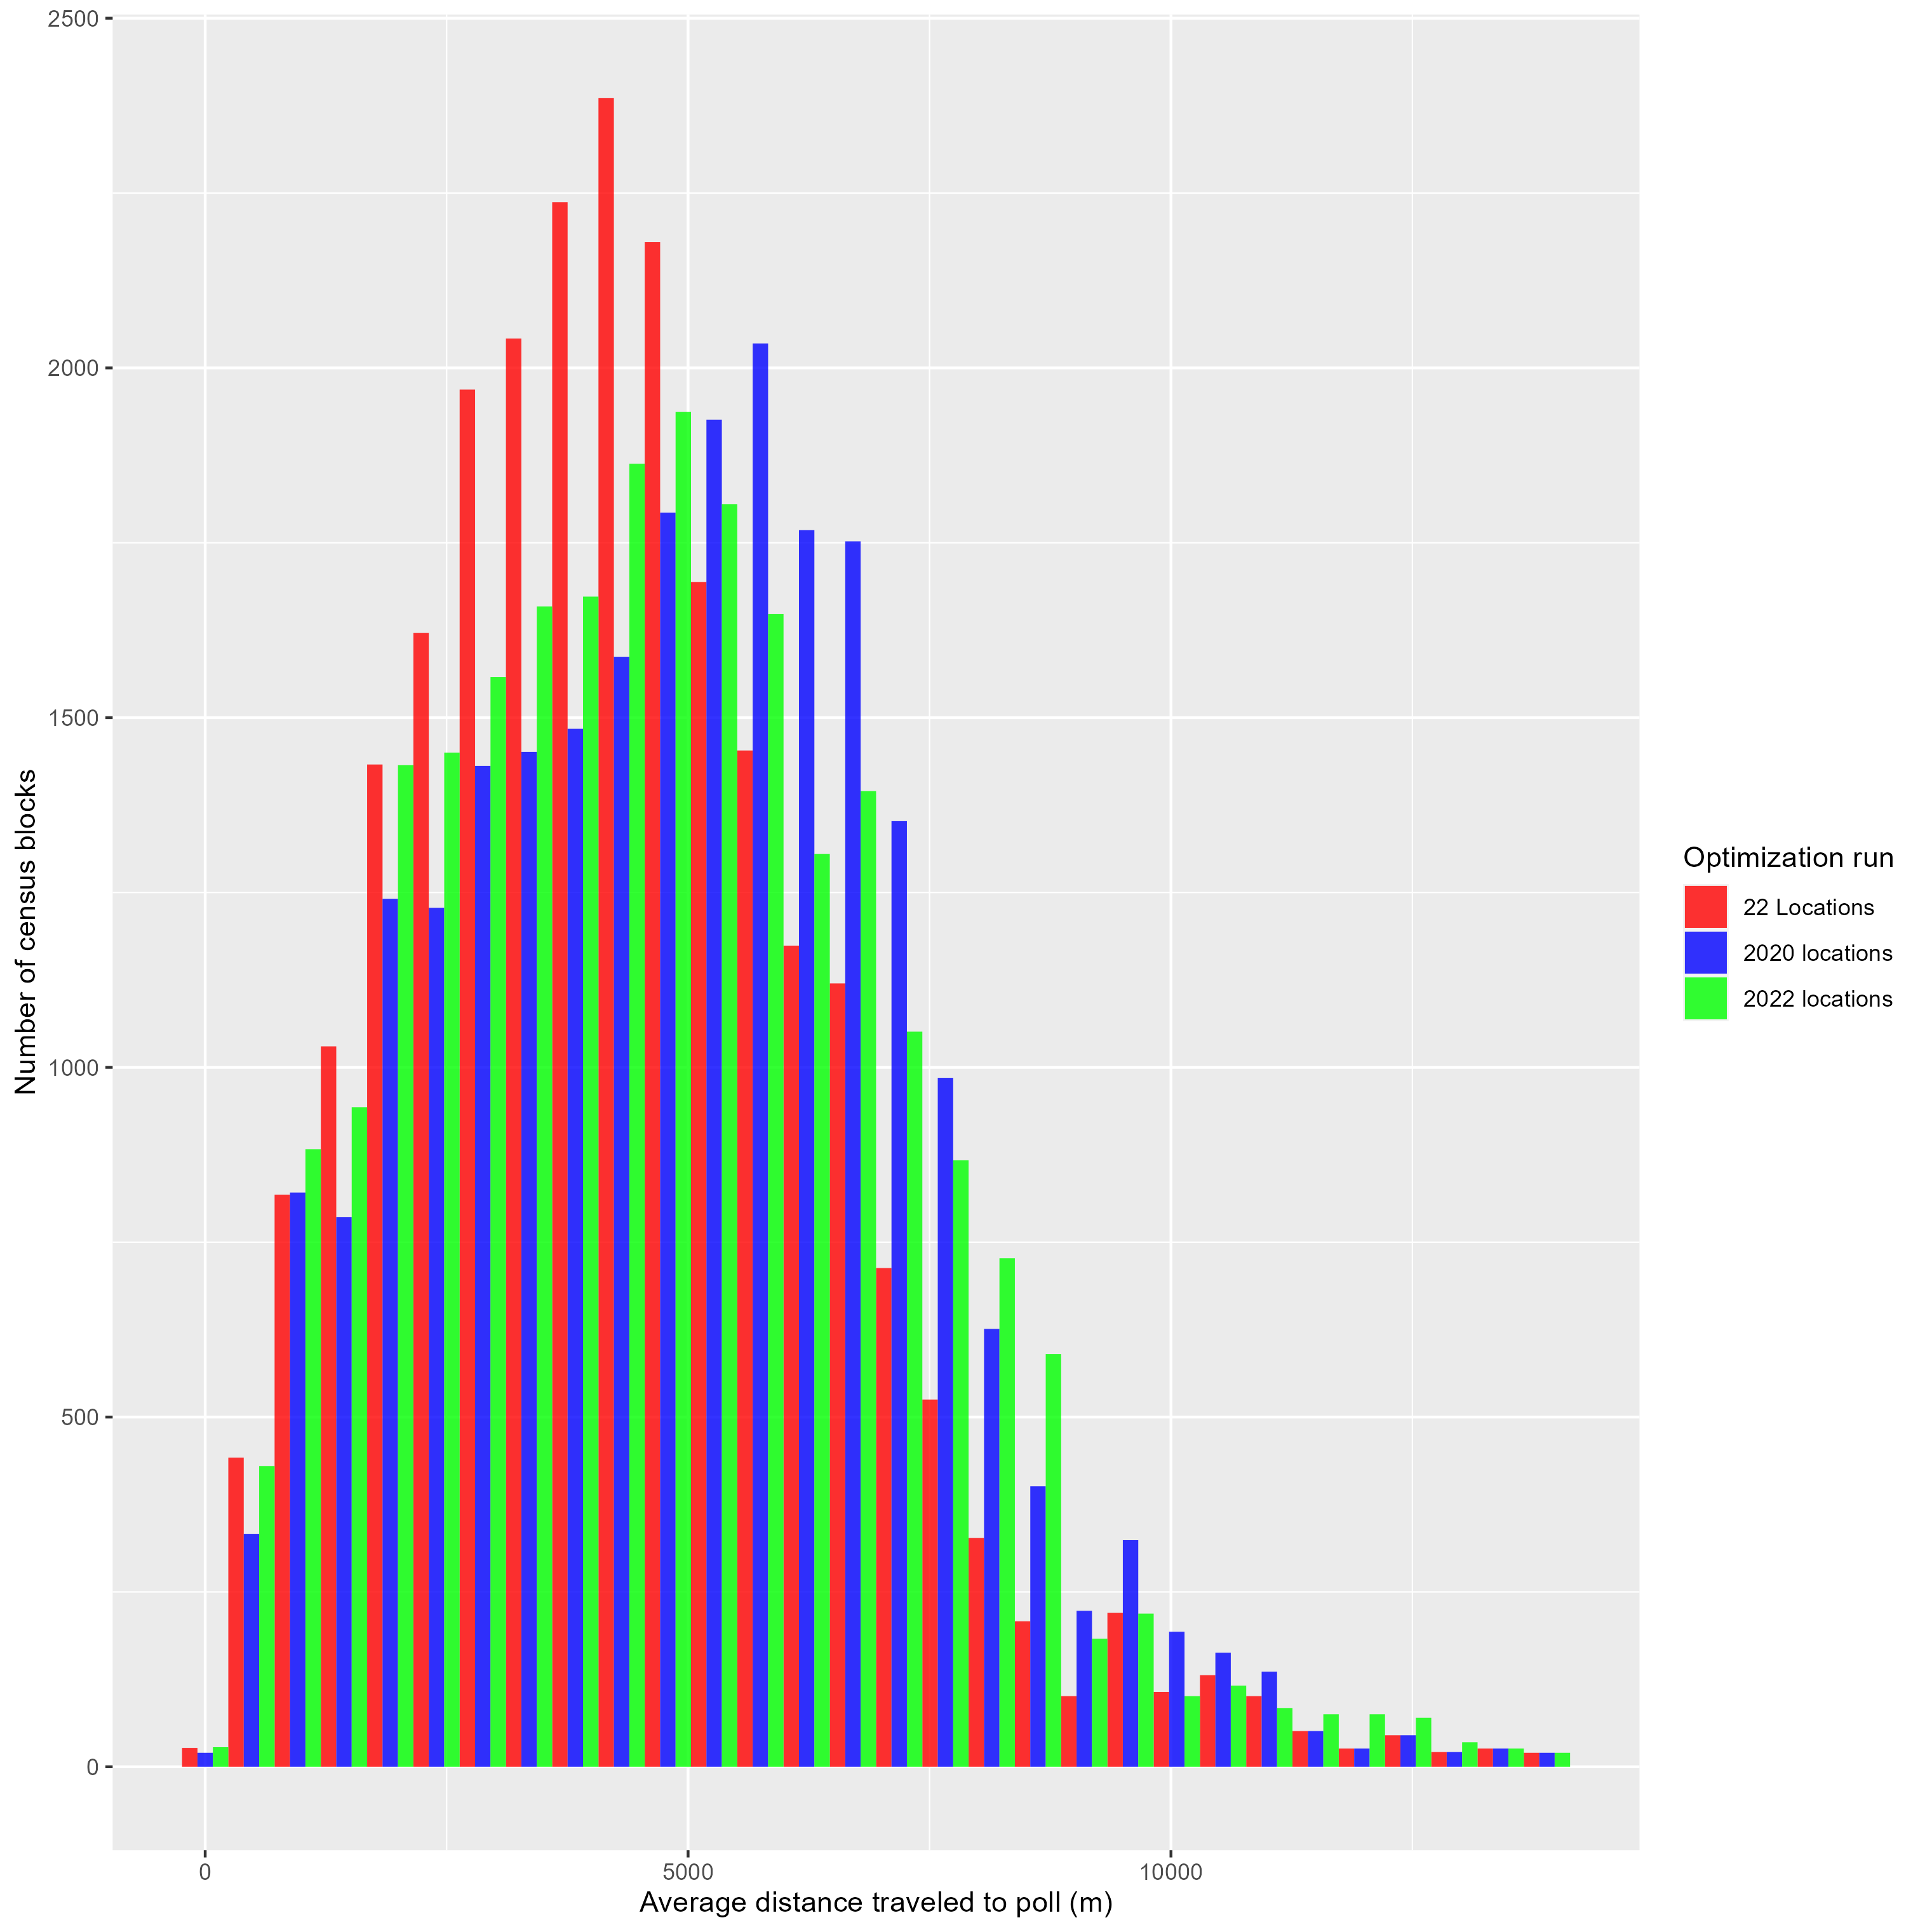 2500
2000
1500
1000
500
0
Number of census blocks
0 5000 10000
Average distance traveled to poll (m)
Optimization run
22 Locations
2020 locations
2022 locations